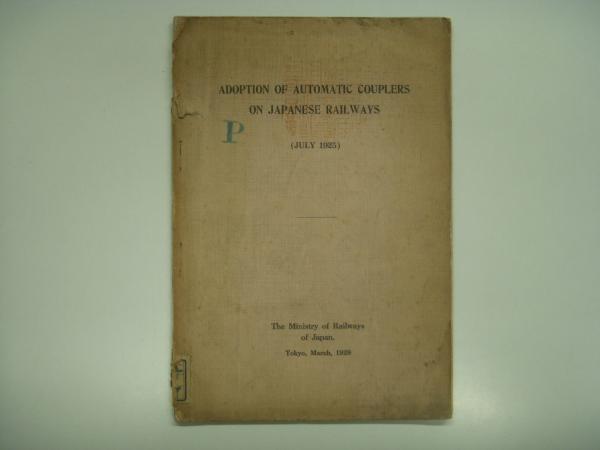 ADOPTION OF AUTOMATIC COUPLERS
ON JAPANESE RAILWAYS
P
(JULY 1925)
The Ministry of Railways
of Japan.
Tokyo, March, 1928